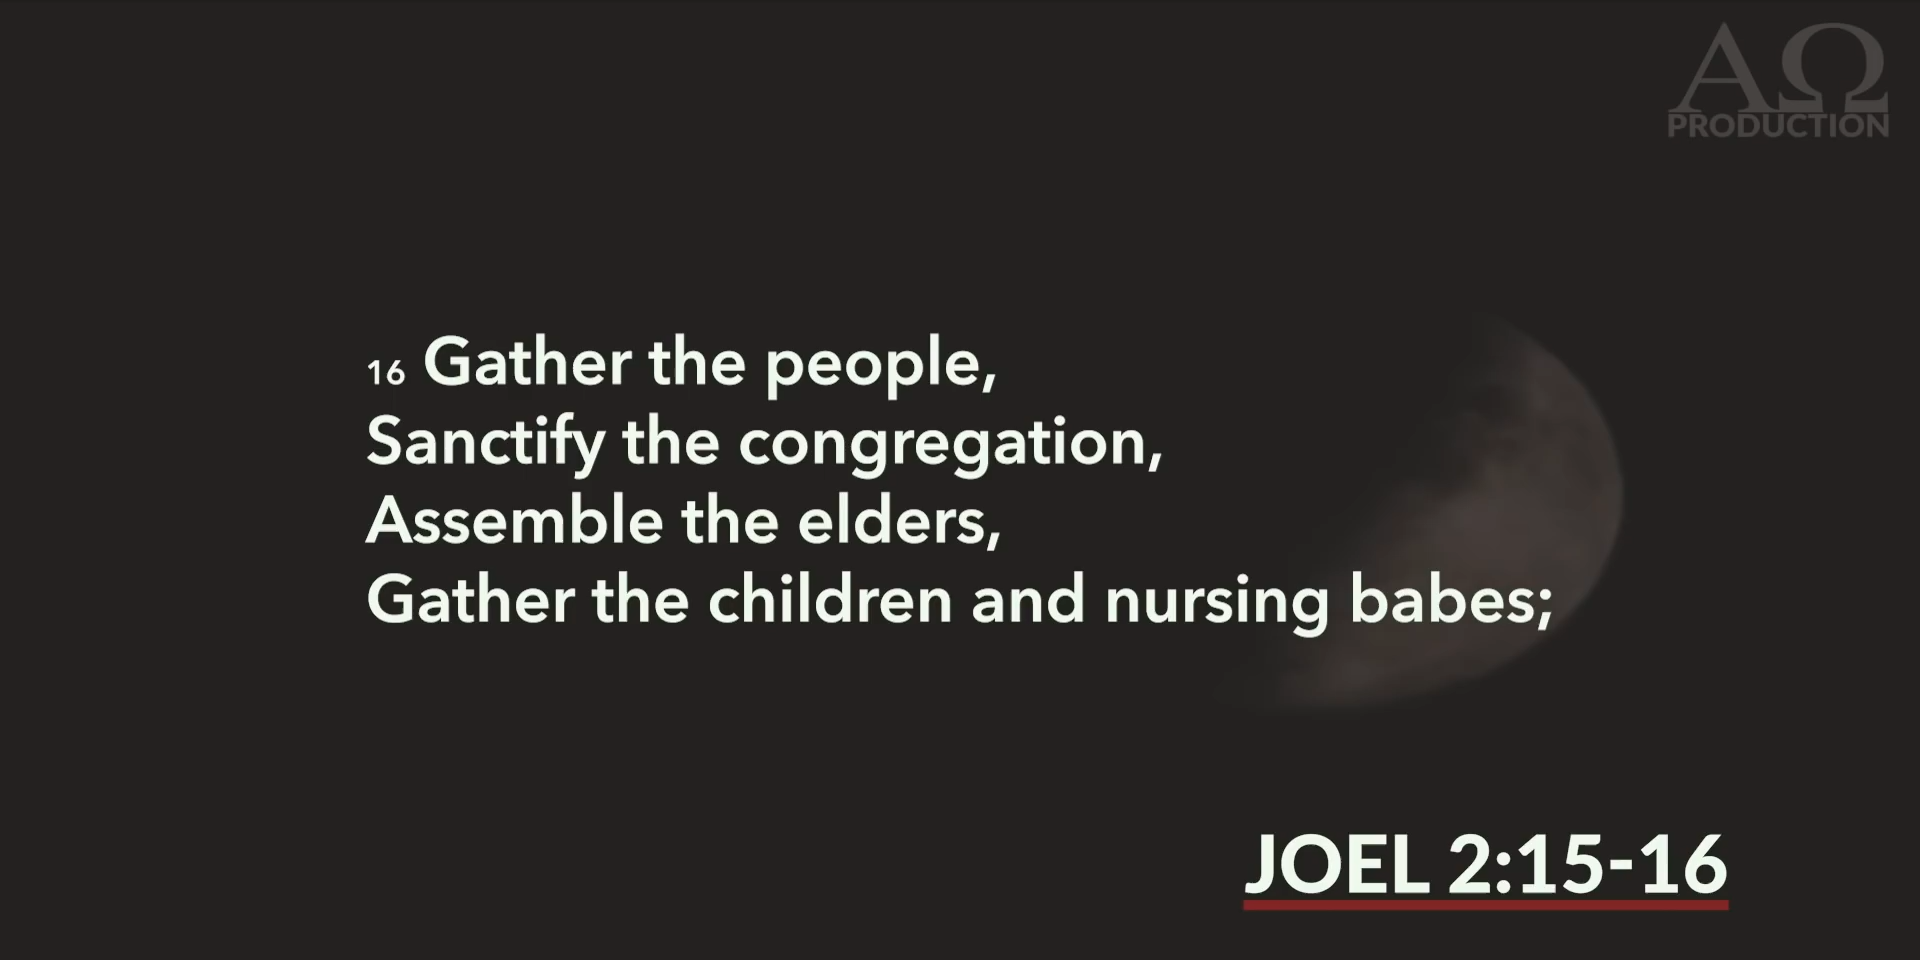 ΑΩ
PRODUCTION
16 Gather the people,
Sanctify the congregation,
Assemble the elders,
Gather the children and nursing babes;
JOEL 2:15-16